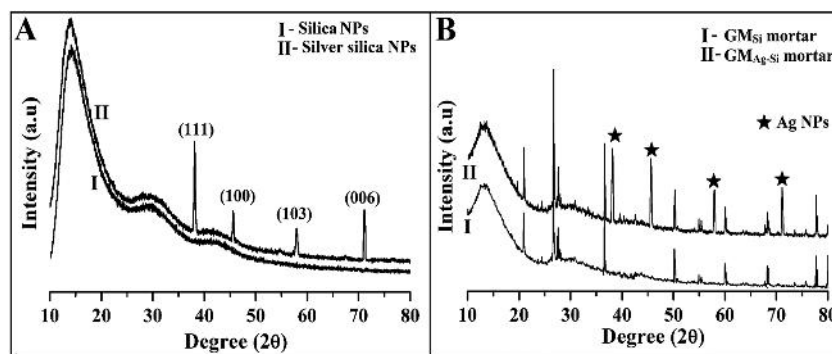 A
I - Silica NPs
II - Silver silica NPs
II
I
(111)
(100)
(103)
(006)
Intensity (a.u)
10 20 30 40 50 60 70 80
Degree (2θ)
B
I - GMSi mortar
II - GMAg-Si mortar
★ Ag NPs
II
I
Intensity (a.u)
10 20 30 40 50 60 70 80
Degree (2θ)